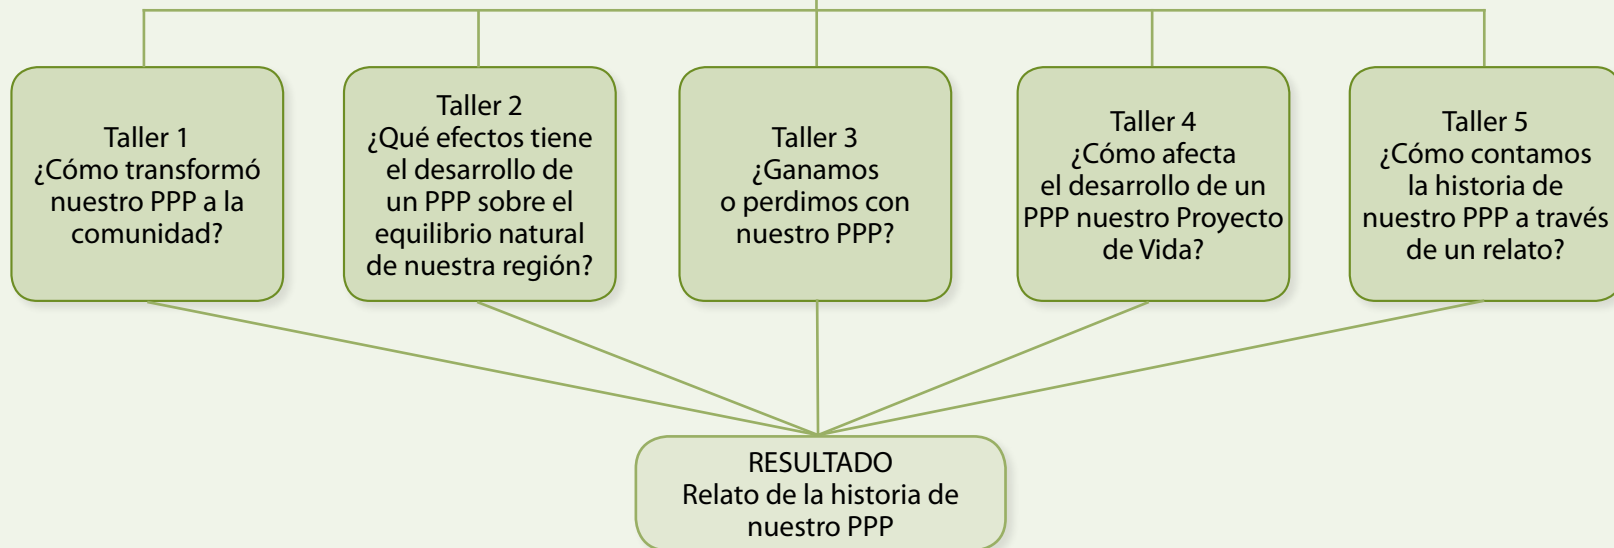 Taller 1
¿Cómo transformó
nuestro PPP a la
comunidad?
Taller 2
¿Qué efectos tiene
el desarrollo de
un PPP sobre el
equilibrio natural
de nuestra región?
Taller 3
¿Ganamos
o perdimos con
nuestro PPP?
Taller 4
¿Cómo afecta
el desarrollo de un
PPP nuestro Proyecto
de Vida?
Taller 5
¿Cómo contamos
la historia de
nuestro PPP a través
de un relato?
RESULTADO
Relato de la historia de
nuestro PPP